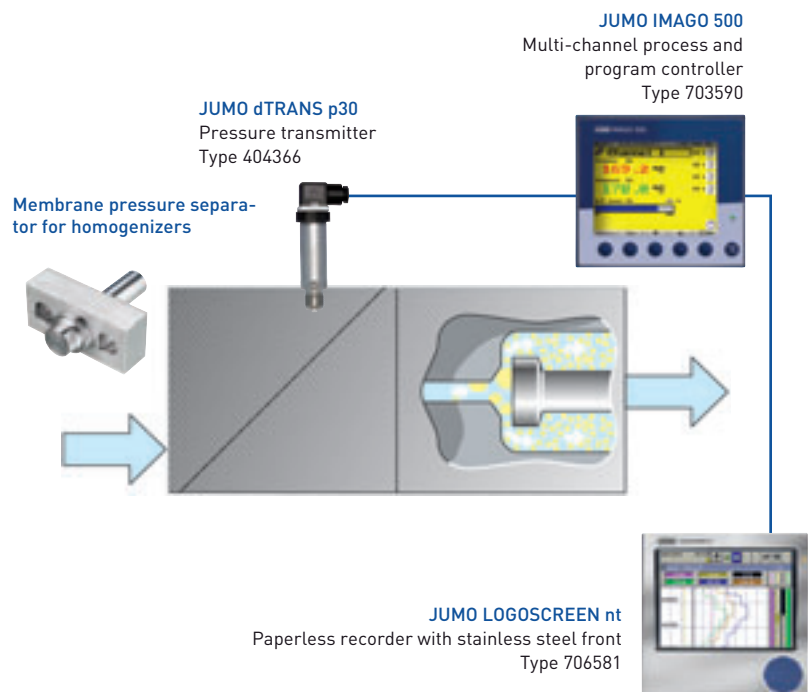 JUMO IMAGO 500
Multi-channel process and
program controller
Type 703590
JUMO dTRANS p30
Pressure transmitter
Type 404366
Membrane pressure separa-
tor for homogenizers
JUMO LOGOSCREEN nt
Paperless recorder with stainless steel front
Type 706581